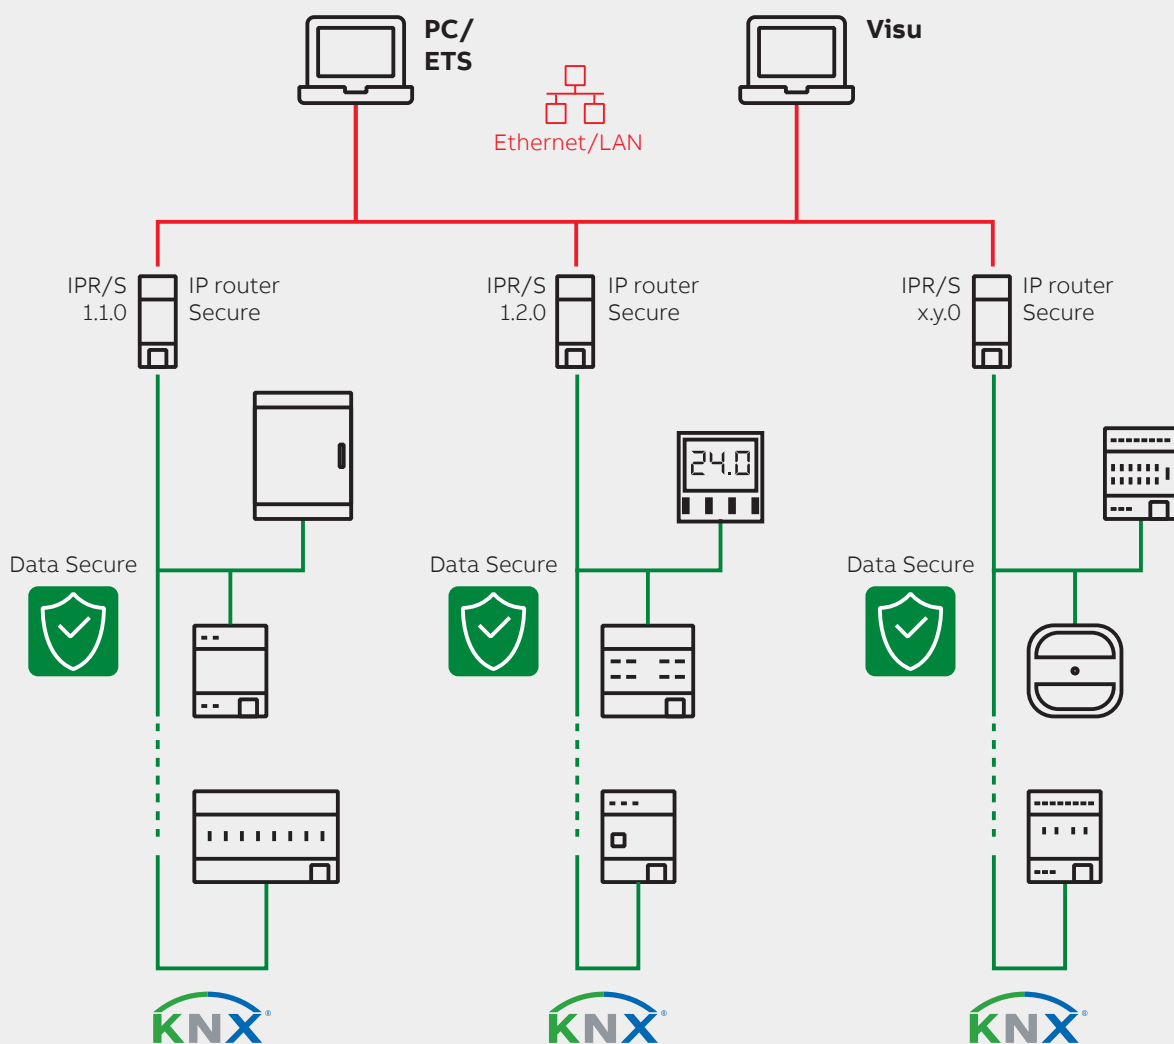 PC/
ETS
Visu
Ethernet/LAN
IPR/S
1.1.0
IP router
Secure
IPR/S
1.2.0
IP router
Secure
IPR/S
x.y.0
IP router
Secure
24.0
Data Secure
Data Secure
Data Secure
KNX®
KNX®
KNX®